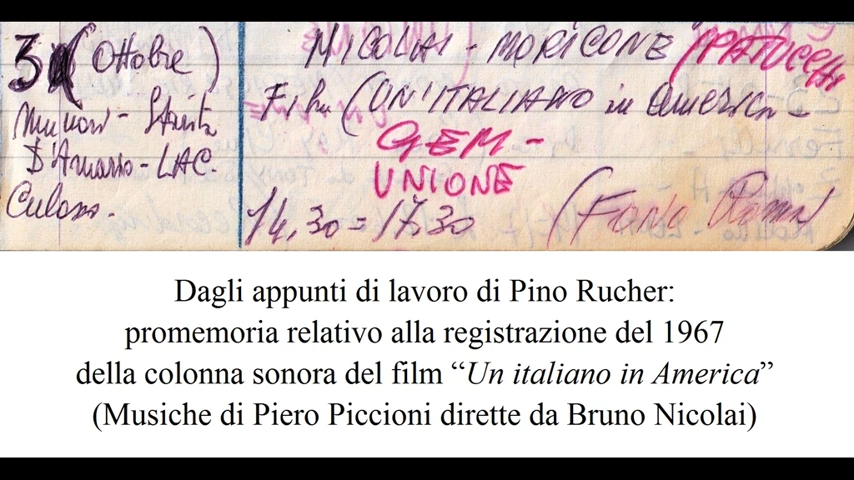 3 (Ottobre)
NICOLAI - MORICONE (PATUCCHI
Film (UN'ITALIANO in America -
GEM -
D'Amario - LAC.
UNIONE
14,30 = 17,30
Dagli appunti di lavoro di Pino Rucher:
promemoria relativo alla registrazione del 1967
della colonna sonora del film “Un italiano in America”
(Musiche di Piero Piccioni dirette da Bruno Nicolai)